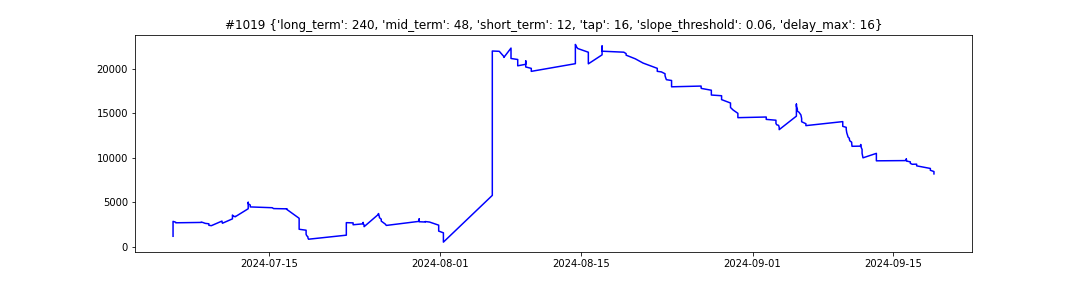 #1019 {'long_term': 240, 'mid_term': 48, 'short_term': 12, 'tap': 16, 'slope_threshold': 0.06, 'delay_max': 16}
20000
15000
10000
5000
0
2024-07-15 2024-08-01 2024-08-15 2024-09-01 2024-09-15